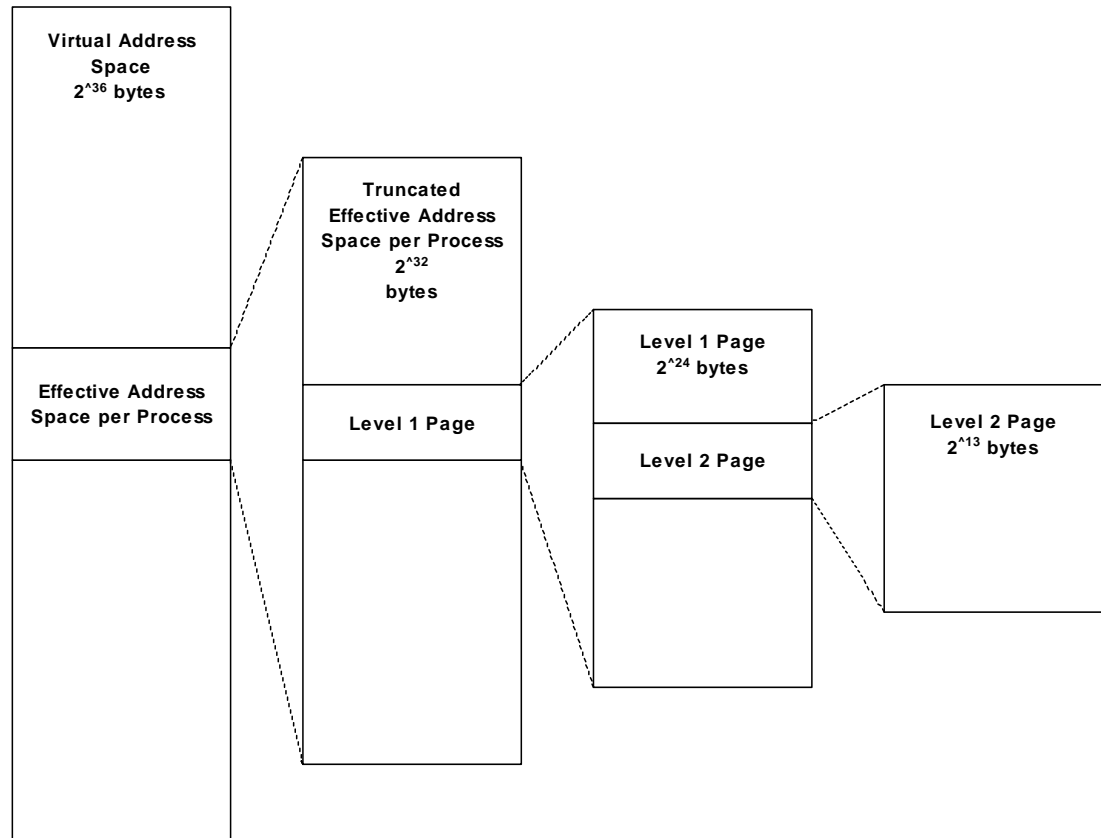 Virtual Address
Space
2^36 bytes
Effective Address
Space per Process
Truncated
Effective Address
Space per Process
2^32
bytes
Level 1 Page
Level 1 Page
2^24 bytes
Level 2 Page
Level 2 Page
2^13 bytes